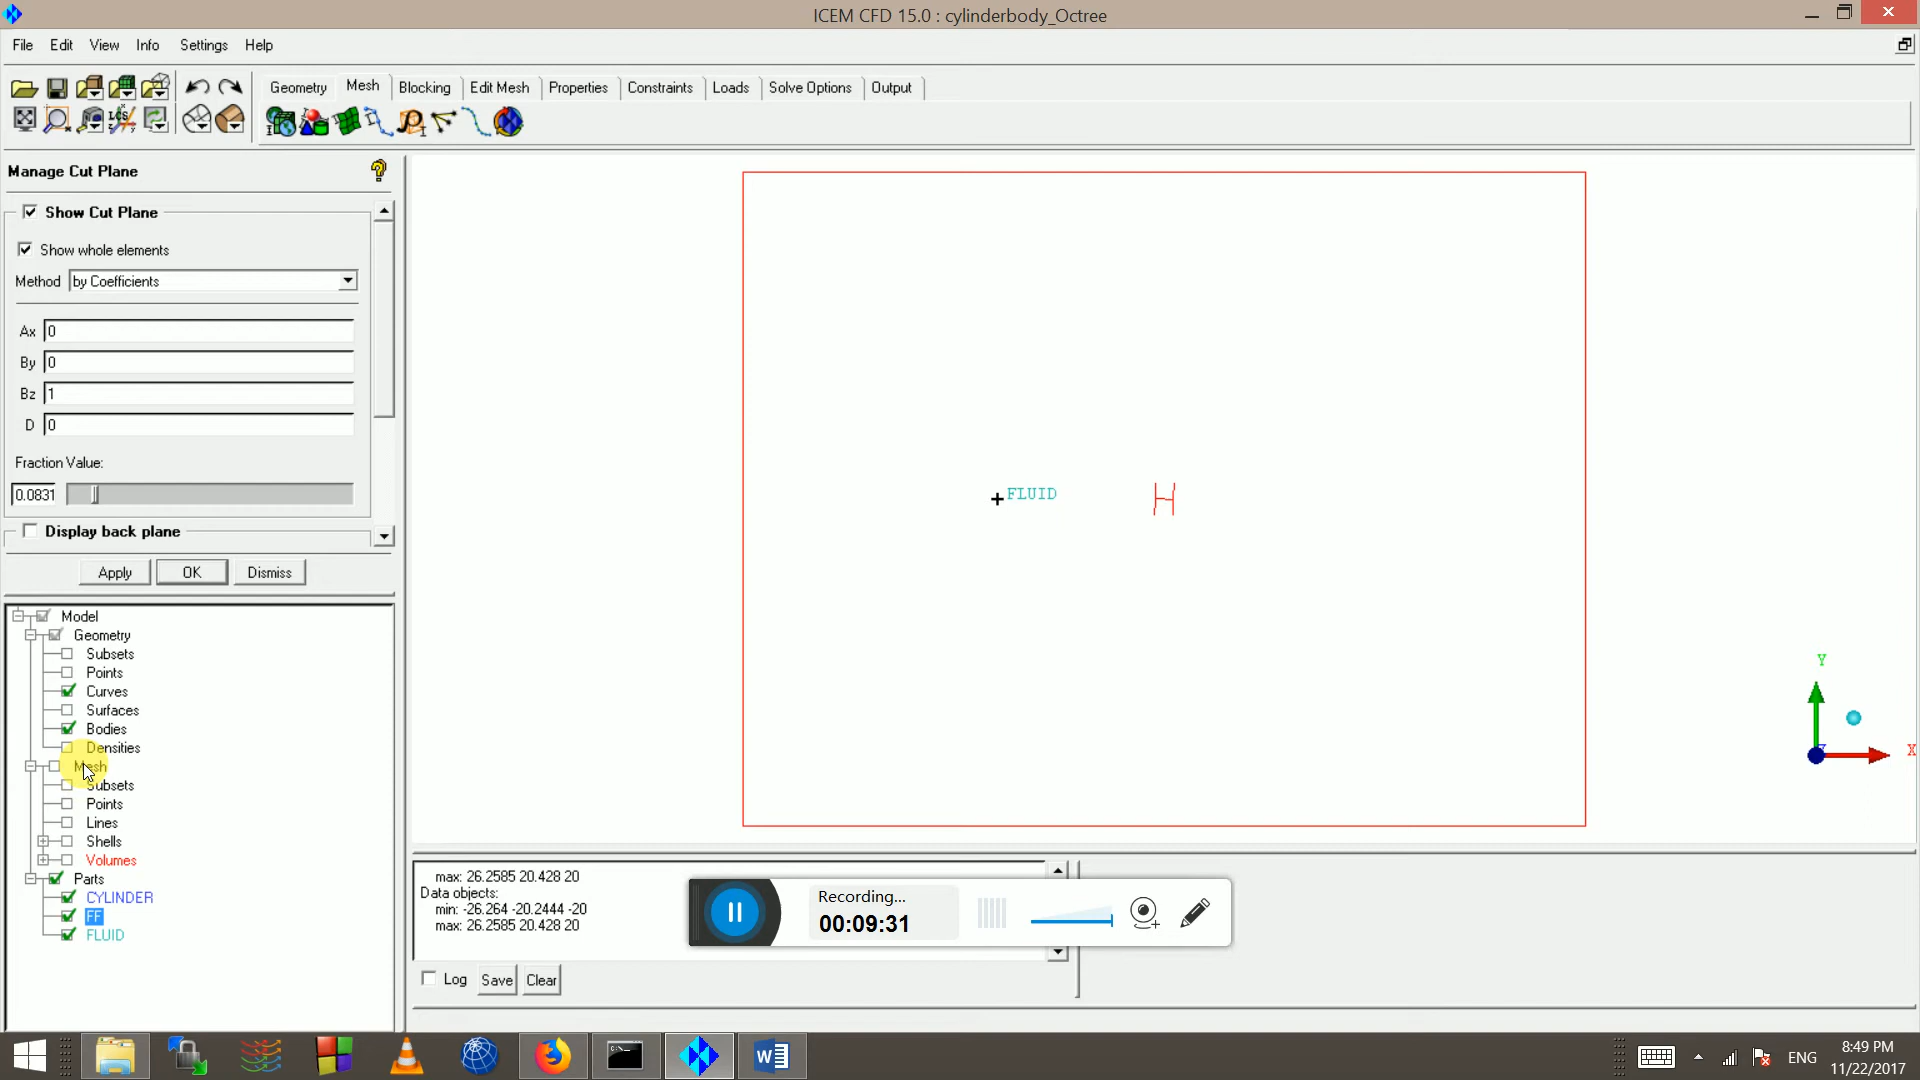 ICEM CFD 15.0 : cylinderbody_Octree
File Edit View Info Settings Help
Geometry Mesh Blocking Edit Mesh Properties Constraints Loads Solve Options Output
LCS
Manage Cut Plane
Show Cut Plane
Show whole elements
Method by Coefficients
Ax 0
By 0
Bz 1
D 0
Fraction Value:
0.0831
Display back plane
Apply OK Dismiss
Model
Geometry
Subsets
Points
Curves
Surfaces
Bodies
Densities
Mesh
Subsets
Points
Lines
Shells
Volumes
Parts
CYLINDER
FF
FLUID
FLUID
Y
X
max: 26.2585 20.428 20
Data objects:
min: -26.264 -20.2444 -20
max: 26.2585 20.428 20
Log Save Clear
Recording...
00:09:31
ENG
8:49 PM
11/22/2017